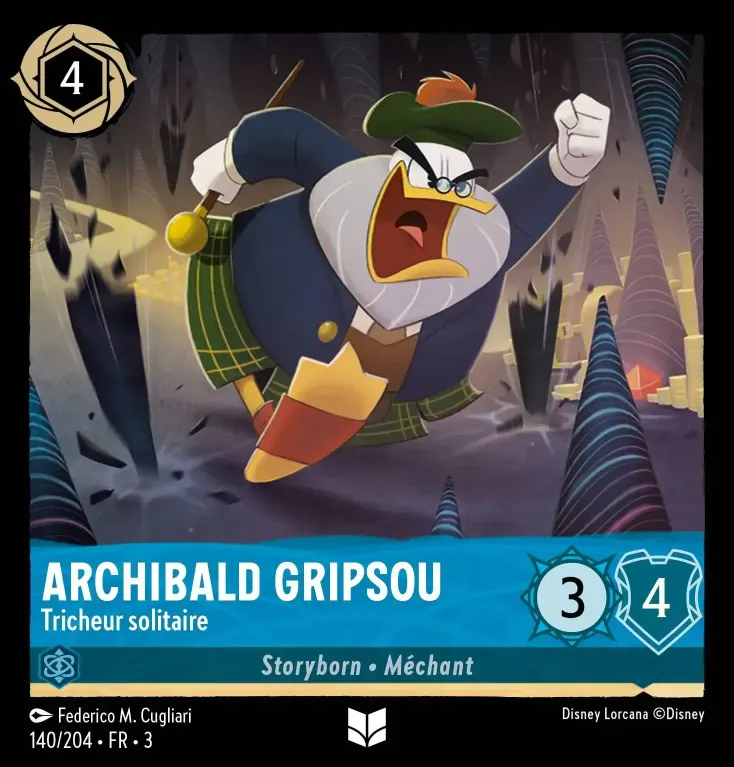 4
ARCHIBALD GRIPSOU
Tricheur solitaire
3
4
Storyborn • Méchant
Federico M. Cugliari
Disney Lorcana ©Disney
140/204 • FR • 3